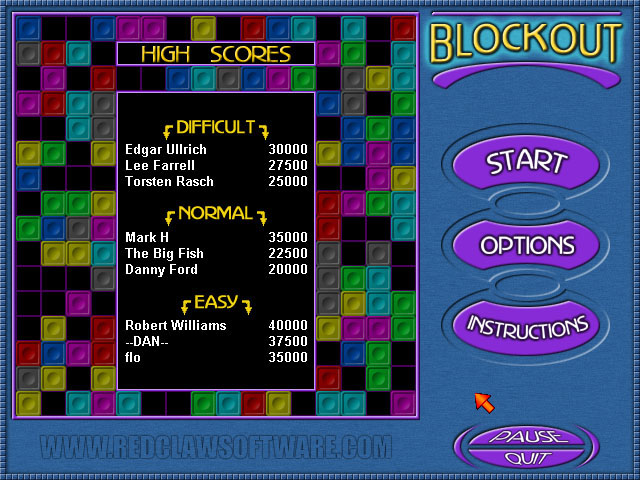 HIGH SCORES
DIFFICULT
Edgar Ullrich 30000
Lee Farrell 27500
Torsten Rasch 25000
NORMAL
Mark H 35000
The Big Fish 22500
Danny Ford 20000
EASY
Robert Williams 40000
--DAN-- 37500
flo 35000
WWW.REDCLAWSOFTWARE.COM
BLOCKOUT
START
OPTIONS
INSTRUCTIONS
PAUSE
QUIT